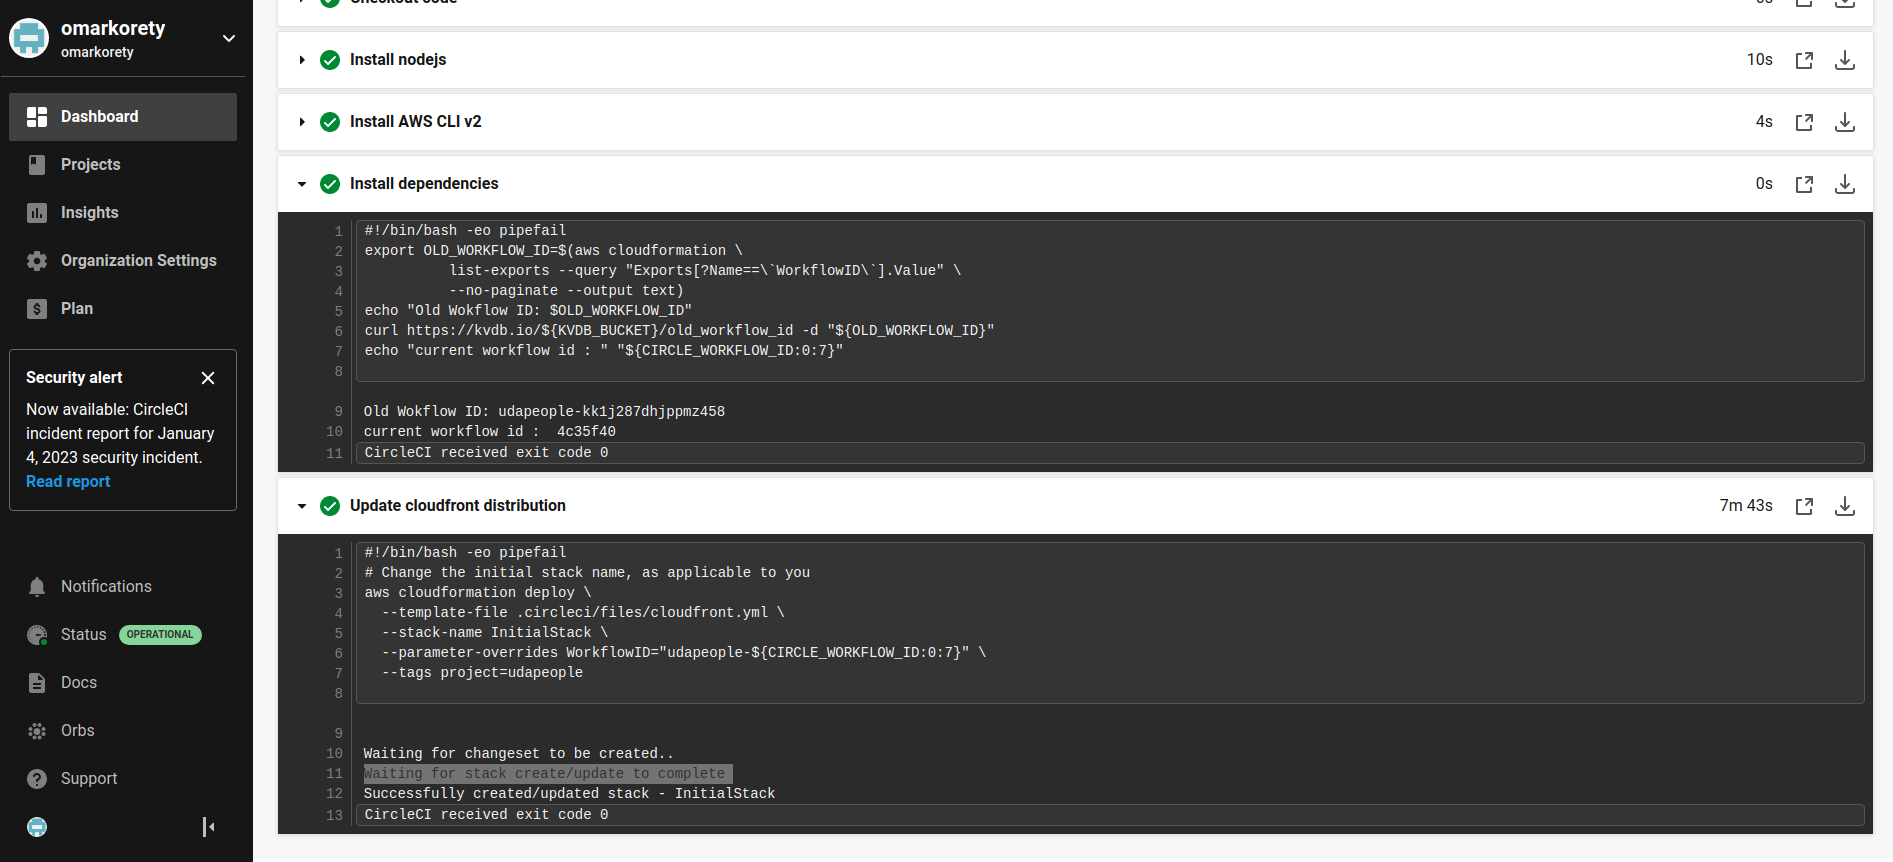 omarkorety
omarkorety
Dashboard
Projects
Insights
Organization Settings
Plan
Security alert
Now available: CircleCI
incident report for January
4, 2023 security incident.
Read report
Notifications
Status OPERATIONAL
Docs
Orbs
Support
Checkout code
Install nodejs 10s
Install AWS CLI v2 4s
Install dependencies 0s
1 #!/bin/bash -eo pipefail
2 export OLD_WORKFLOW_ID=$(aws cloudformation \
3 list-exports --query "Exports[?Name==\`WorkflowID\`].Value" \
4 --no-paginate --output text)
5 echo "Old Wokflow ID: $OLD_WORKFLOW_ID"
6 curl https://kvdb.io/${KVDB_BUCKET}/old_workflow_id -d "${OLD_WORKFLOW_ID}"
7 echo "current workflow id : " "${CIRCLE_WORKFLOW_ID:0:7}"
8
9 Old Wokflow ID: udapeople-kk1j287dhjppmz458
10 current workflow id :  4c35f40
11 CircleCI received exit code 0
Update cloudfront distribution 7m 43s
1 #!/bin/bash -eo pipefail
2 # Change the initial stack name, as applicable to you
3 aws cloudformation deploy \
4 --template-file .circleci/files/cloudfront.yml \
5 --stack-name InitialStack \
6 --parameter-overrides WorkflowID="udapeople-${CIRCLE_WORKFLOW_ID:0:7}" \
7 --tags project=udapeople
8
9
10 Waiting for changeset to be created..
11 Waiting for stack create/update to complete
12 Successfully created/updated stack - InitialStack
13 CircleCI received exit code 0